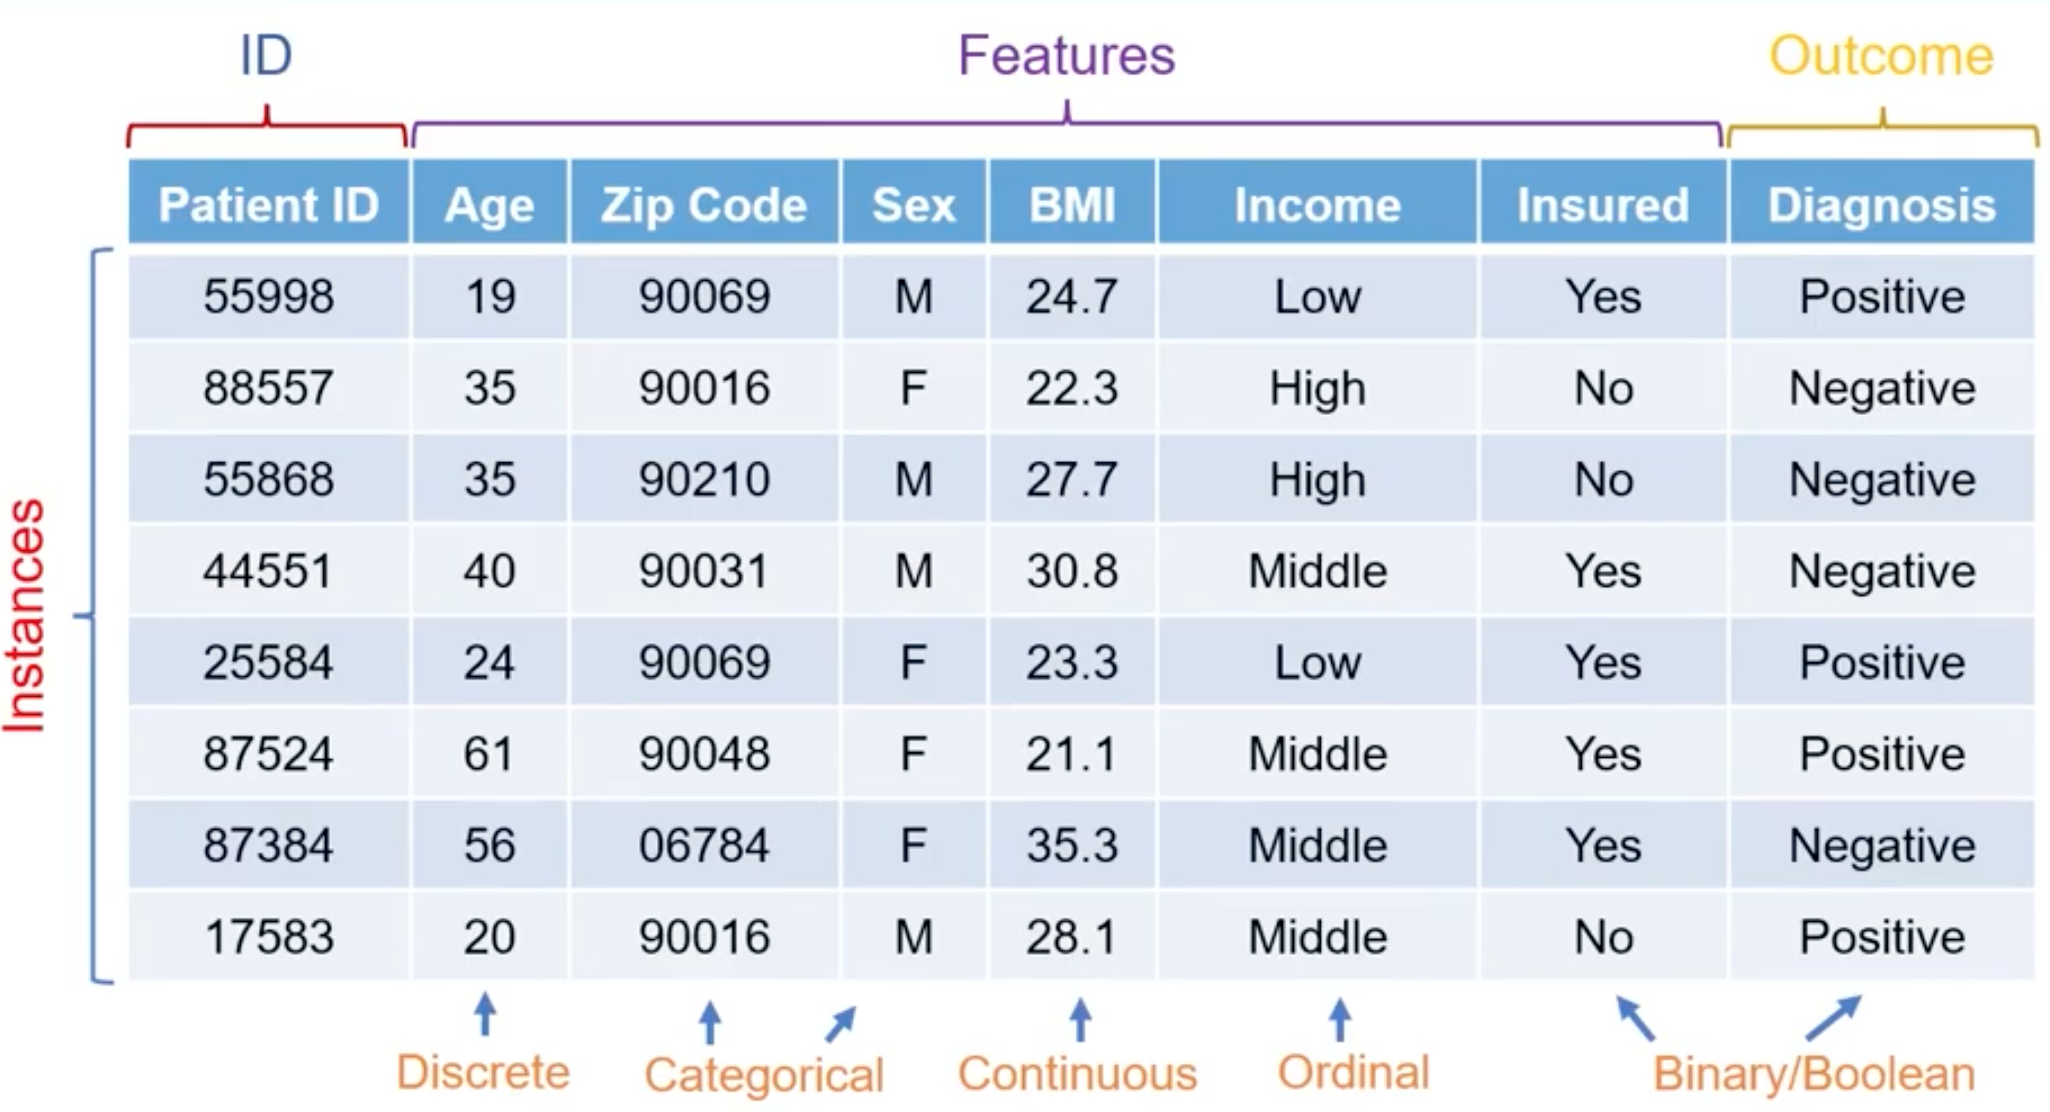 ID Features Outcome
Patient ID Age Zip Code Sex BMI Income Insured Diagnosis
55998 19 90069 M 24.7 Low Yes Positive
88557 35 90016 F 22.3 High No Negative
55868 35 90210 M 27.7 High No Negative
44551 40 90031 M 30.8 Middle Yes Negative
25584 24 90069 F 23.3 Low Yes Positive
87524 61 90048 F 21.1 Middle Yes Positive
87384 56 06784 F 35.3 Middle Yes Negative
17583 20 90016 M 28.1 Middle No Positive
Instances
Discrete Categorical Continuous Ordinal Binary/Boolean